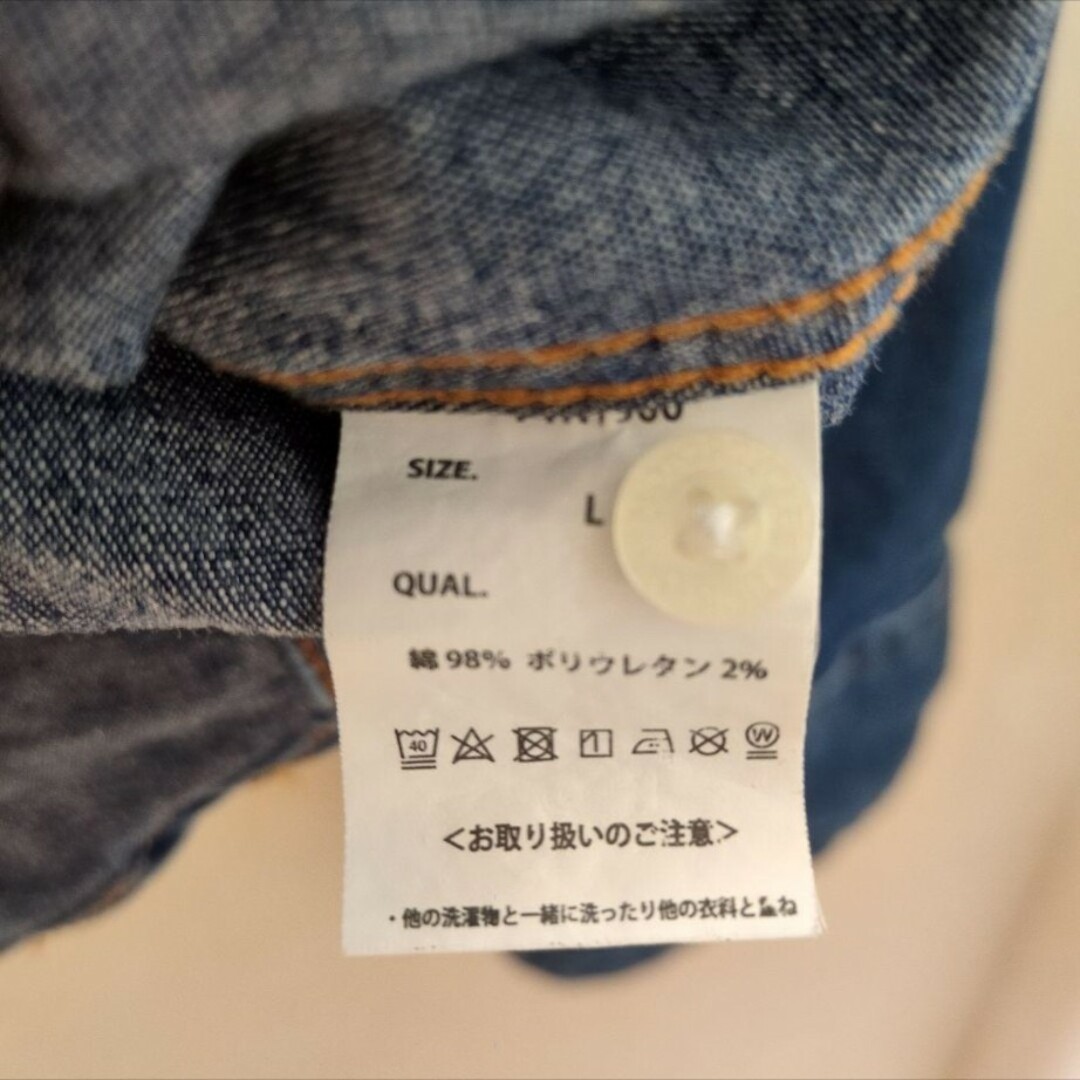 SIZE.
L
QUAL.
綿 98% ポリウレタン 2%
40
W
＜お取り扱いのご注意＞
・他の洗濯物と一緒に洗ったり他の衣料と重ね